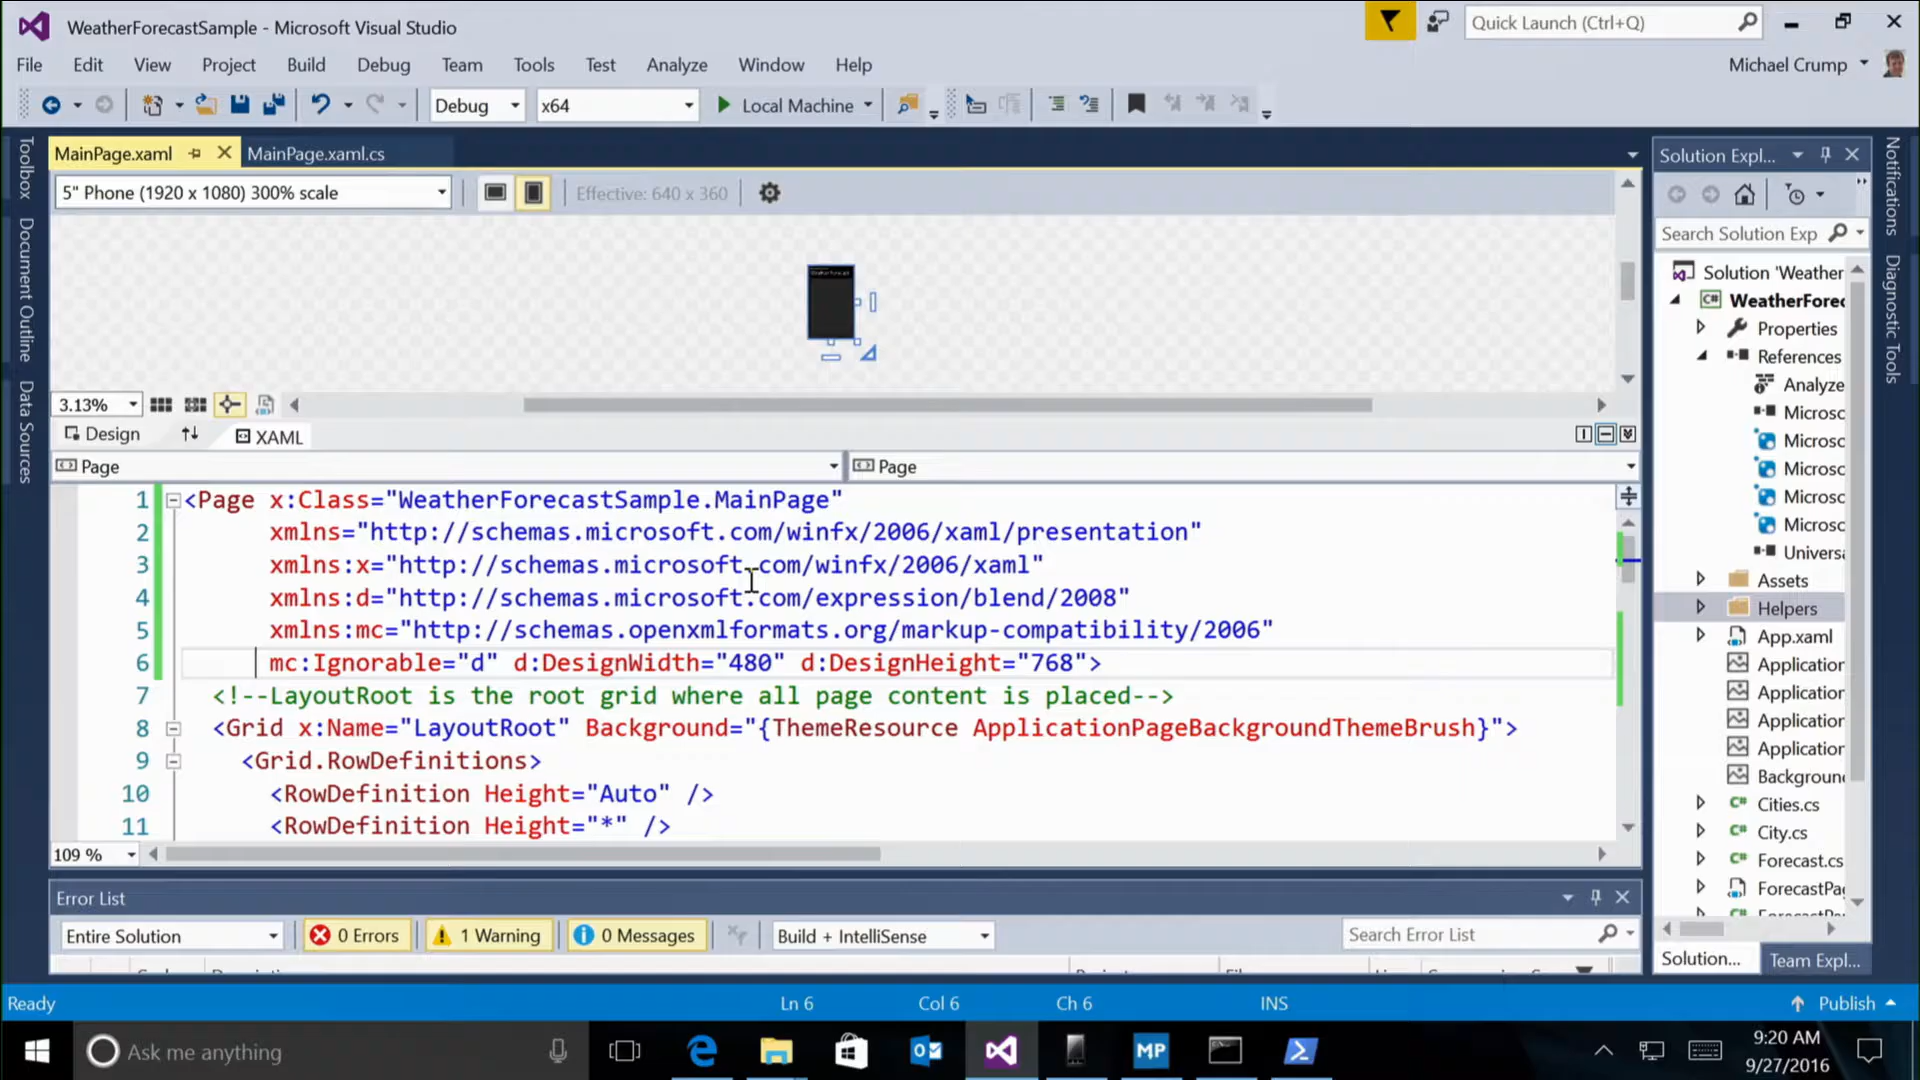 WeatherForecastSample - Microsoft Visual Studio
Quick Launch (Ctrl+Q)
File Edit View Project Build Debug Team Tools Test Analyze Window Help
Michael Crump
Debug x64 Local Machine
Toolbox
Document Outline
Data Sources
MainPage.xaml MainPage.xaml.cs
5" Phone (1920 x 1080) 300% scale Effective: 640 x 360
3.13%
Design XAML
Page Page
1 <Page x:Class="WeatherForecastSample.MainPage"
2 xmlns="http://schemas.microsoft.com/winfx/2006/xaml/presentation"
3 xmlns:x="http://schemas.microsoft.com/winfx/2006/xaml"
4 xmlns:d="http://schemas.microsoft.com/expression/blend/2008"
5 xmlns:mc="http://schemas.openxmlformats.org/markup-compatibility/2006"
6 mc:Ignorable="d" d:DesignWidth="480" d:DesignHeight="768">
7 <!--LayoutRoot is the root grid where all page content is placed-->
8 <Grid x:Name="LayoutRoot" Background="{ThemeResource ApplicationPageBackgroundThemeBrush}">
9 <Grid.RowDefinitions>
10 <RowDefinition Height="Auto" />
11 <RowDefinition Height="*" />
109 %
Error List
Entire Solution 0 Errors 1 Warning 0 Messages Build + IntelliSense Search Error List
Solution Expl...
Search Solution Exp
Solution 'Weather
C# WeatherForec
Properties
References
Analyze
Microsc
Microsc
Microsc
Microsc
Microsc
Universa
Assets
Helpers
App.xaml
Application
Application
Application
Application
Background
C# Cities.cs
C# City.cs
C# Forecast.cs
ForecastPa
Solution... Team Expl...
Notifications
Diagnostic Tools
Ready Ln 6 Col 6 Ch 6 INS Publish
Ask me anything
MP
9:20 AM
9/27/2016